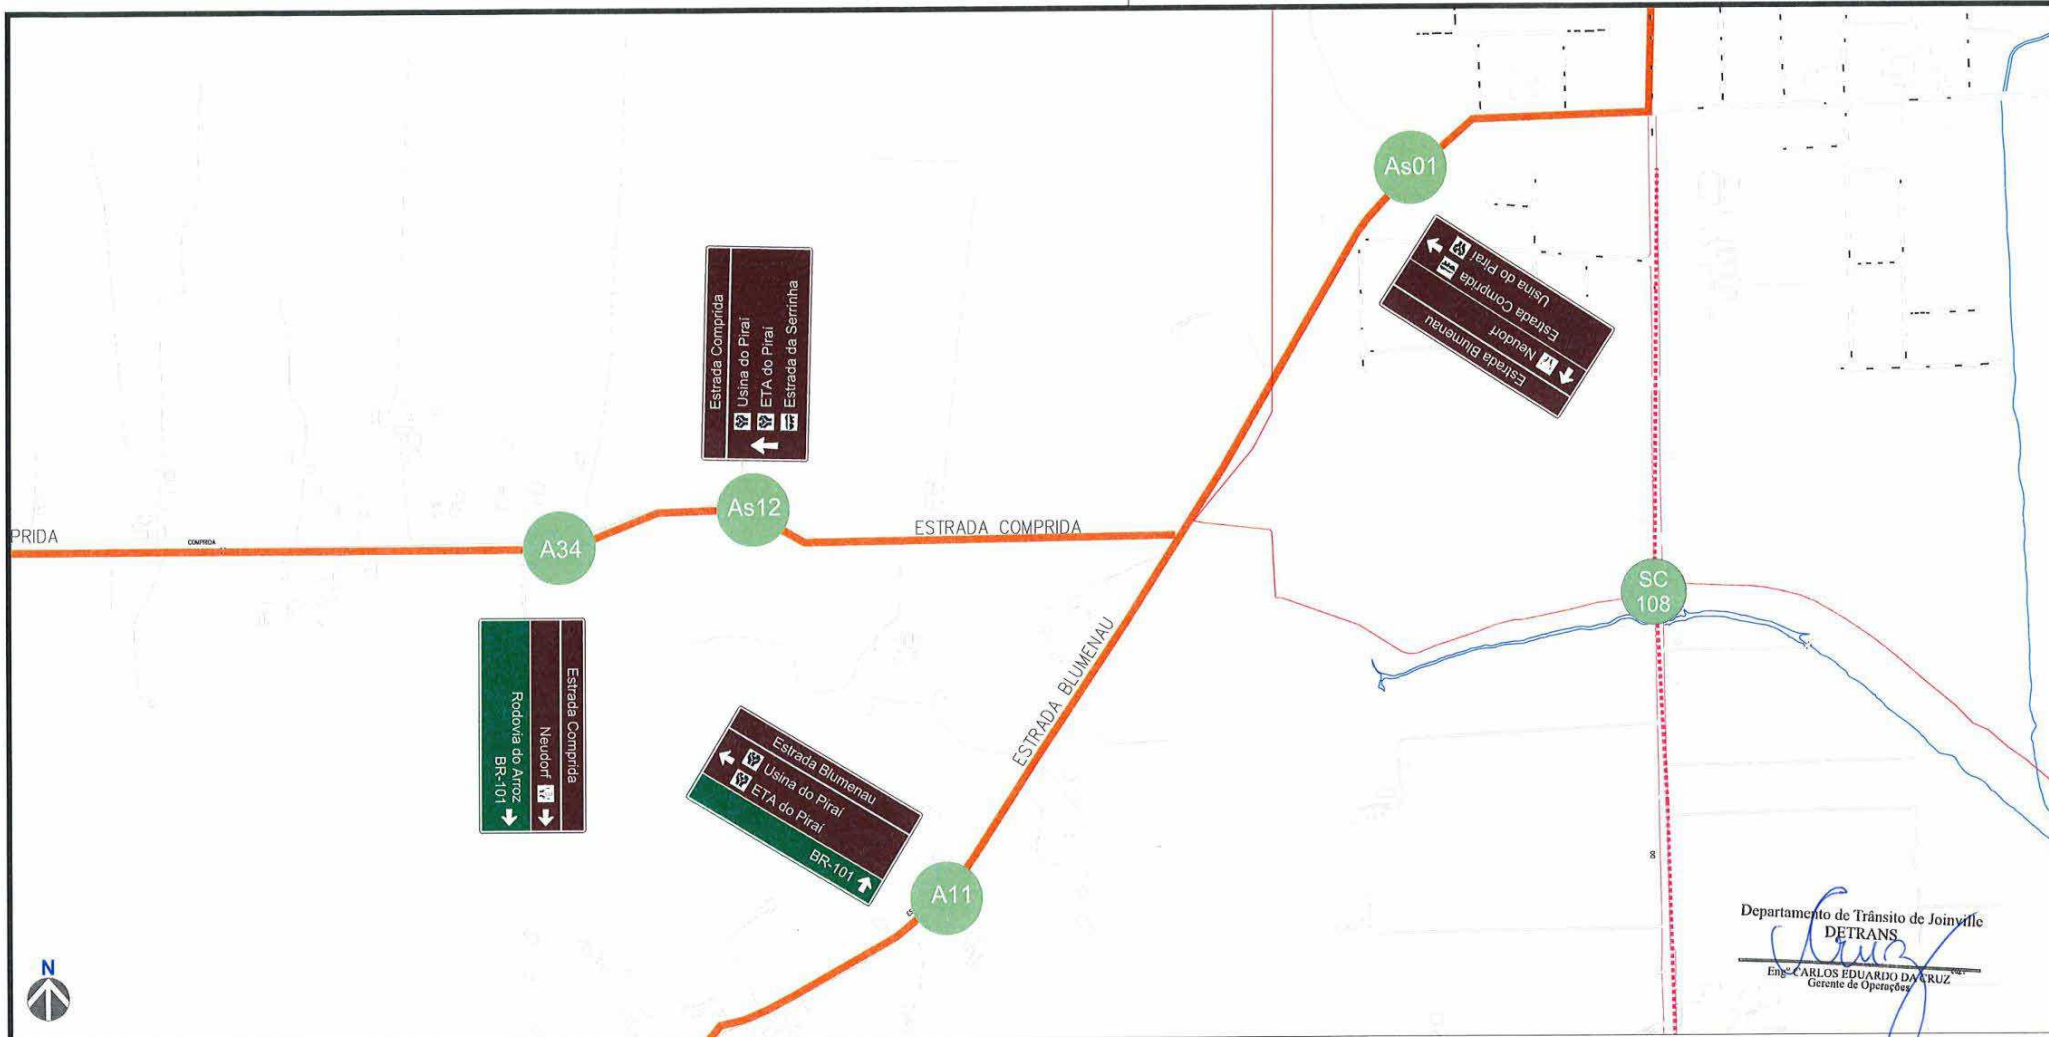 As01
Usina do Piraí
Estrada Comprida
Neudorf
Estrada Blumenau
Estrada Comprida
Usina do Piraí
ETA do Piraí
Estrada da Serrinha
As12
A34
PRIDA
COMPRIDA
ESTRADA COMPRIDA
SC
108
Estrada Comprida
Neudorf
Rodovia do Arroz
BR-101
ESTRADA BLUMENAU
Estrada Blumenau
Usina do Piraí
ETA do Piraí
BR-101
A11
N
Departamento de Trânsito de Joinville
DETRANS
Cruz
Engº CARLOS EDUARDO DA CRUZ
Gerente de Operações